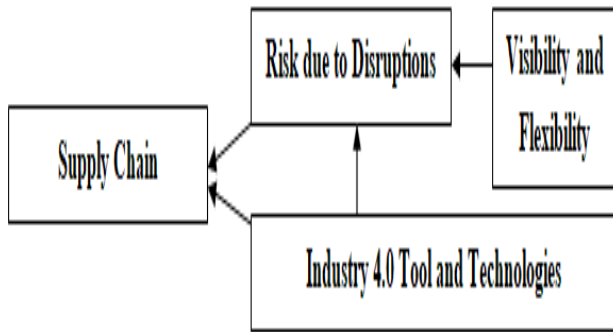 Risk due to Disruptions
Visibility and
Flexibility
Supply Chain
Industry 4.0 Tool and Technologies